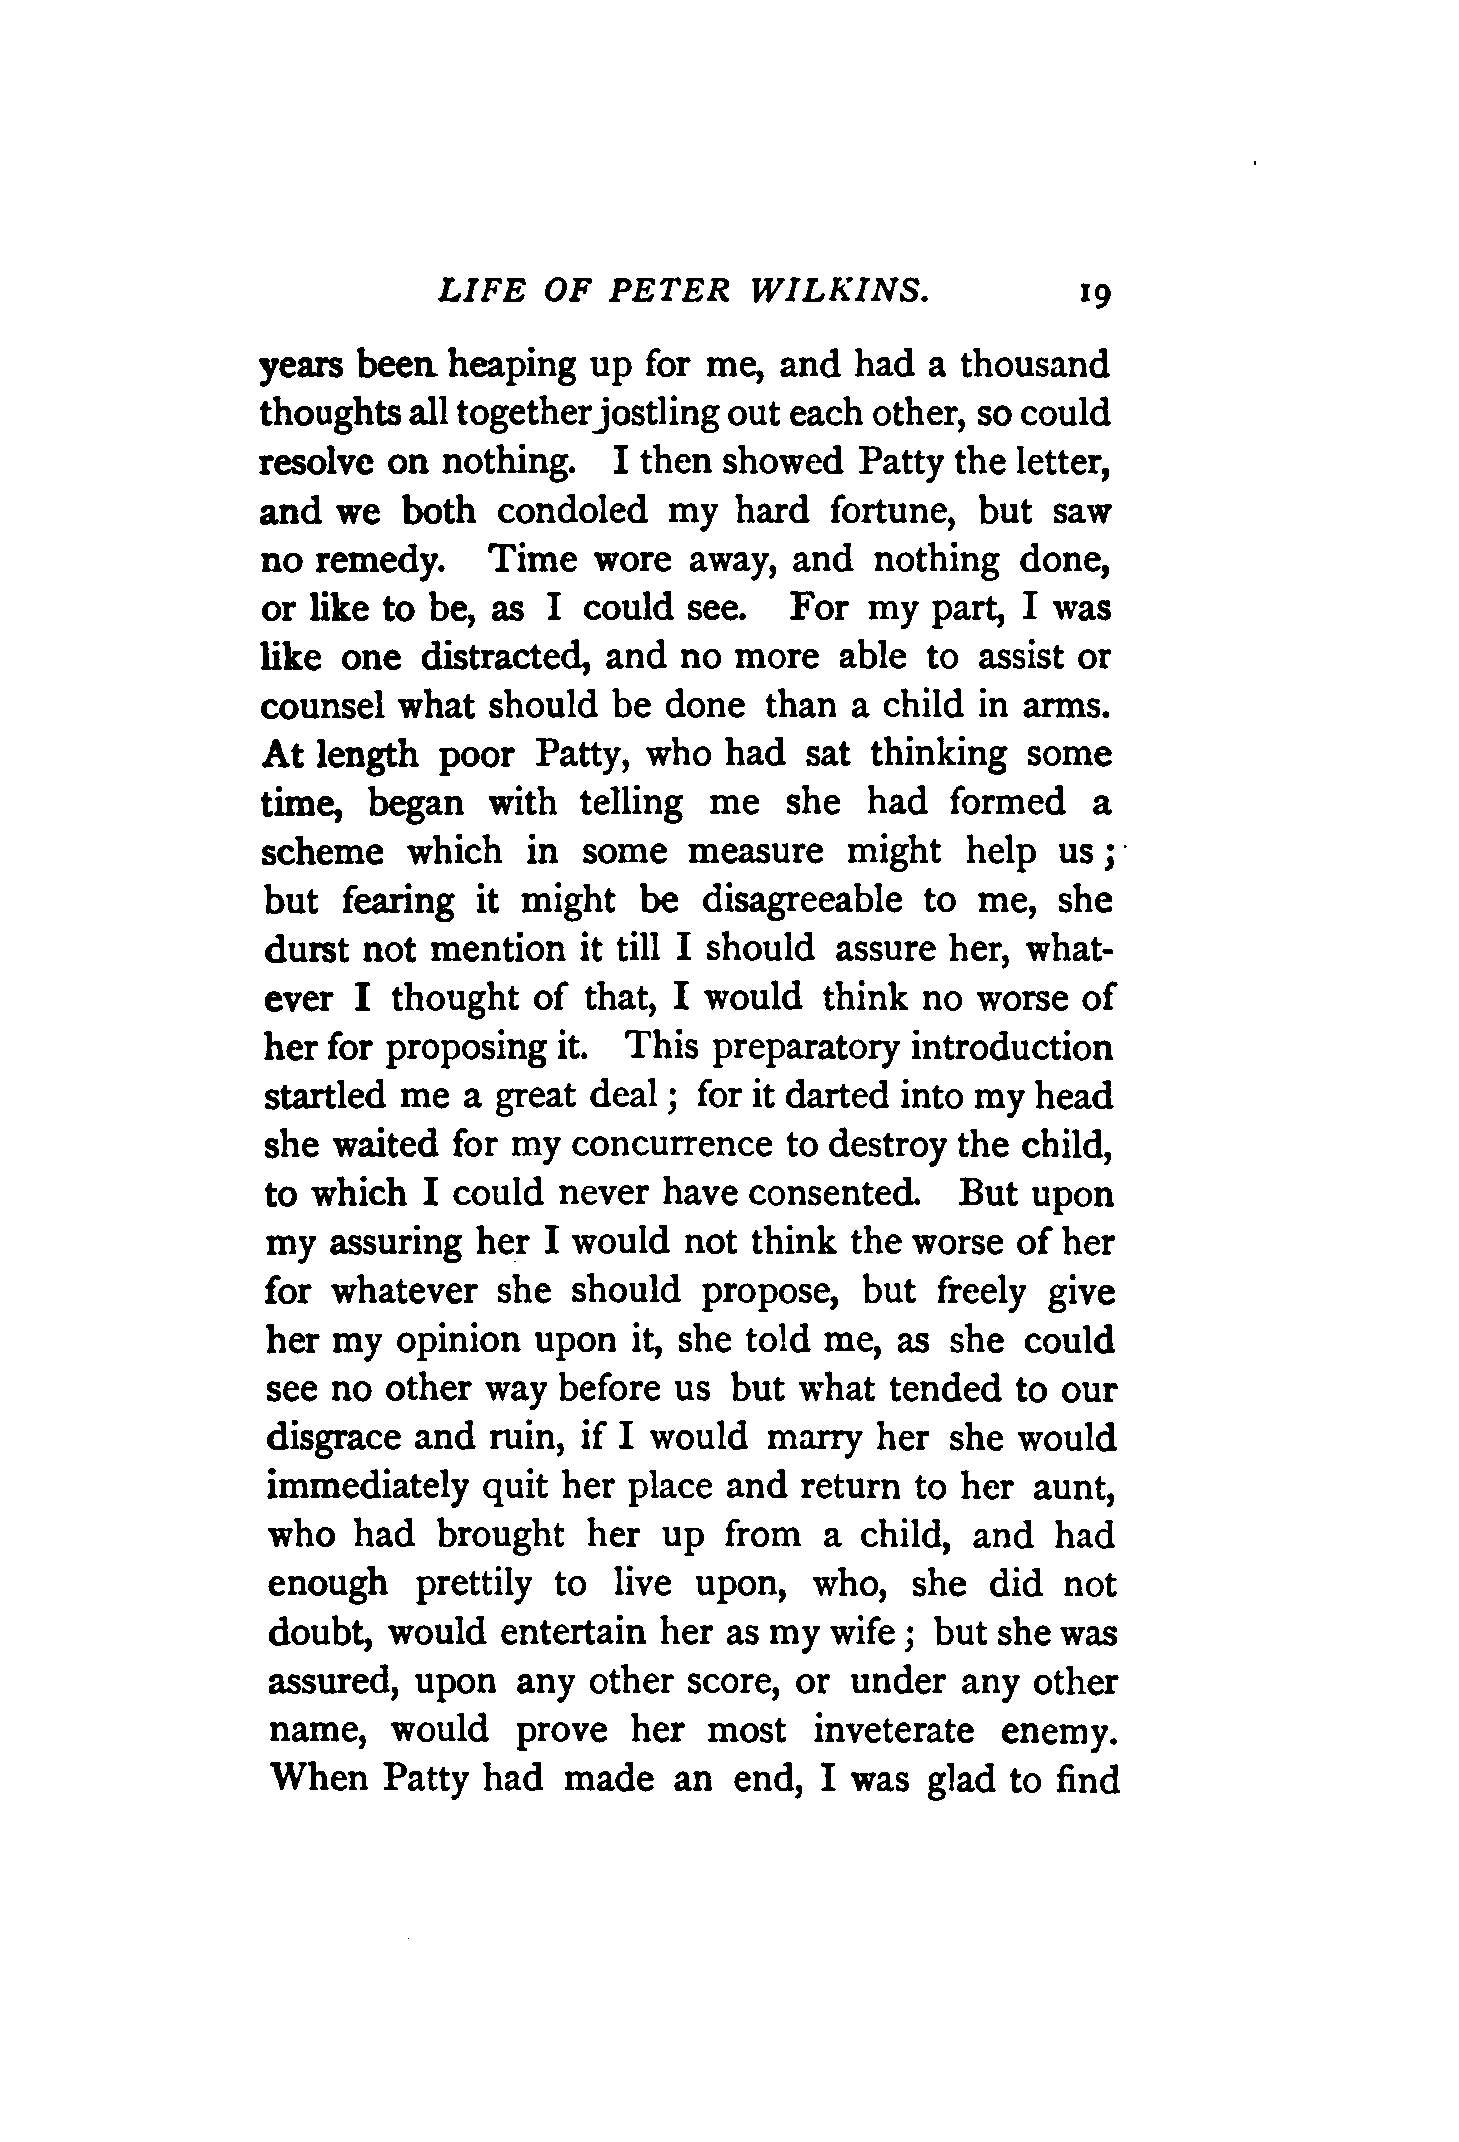 LIFE OF PETER WILKINS. 19
years been heaping up for me, and had a thousand
thoughts all together jostling out each other, so could
resolve on nothing. I then showed Patty the letter,
and we both condoled my hard fortune, but saw
no remedy. Time wore away, and nothing done,
or like to be, as I could see. For my part, I was
like one distracted, and no more able to assist or
counsel what should be done than a child in arms.
At length poor Patty, who had sat thinking some
time, began with telling me she had formed a
scheme which in some measure might help us ;
but fearing it might be disagreeable to me, she
durst not mention it till I should assure her, what-
ever I thought of that, I would think no worse of
her for proposing it. This preparatory introduction
startled me a great deal ; for it darted into my head
she waited for my concurrence to destroy the child,
to which I could never have consented. But upon
my assuring her I would not think the worse of her
for whatever she should propose, but freely give
her my opinion upon it, she told me, as she could
see no other way before us but what tended to our
disgrace and ruin, if I would marry her she would
immediately quit her place and return to her aunt,
who had brought her up from a child, and had
enough prettily to live upon, who, she did not
doubt, would entertain her as my wife ; but she was
assured, upon any other score, or under any other
name, would prove her most inveterate enemy.
When Patty had made an end, I was glad to find